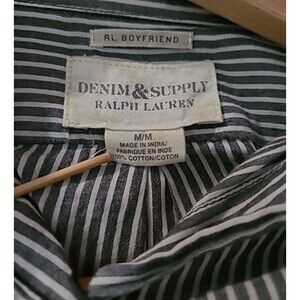 RL BOYFRIEND
DENIM & SUPPLY
RALPH LAUREN
M/M
MADE IN INDIA/
FABRIQUÉ EN INDE
100% COTTON/COTON